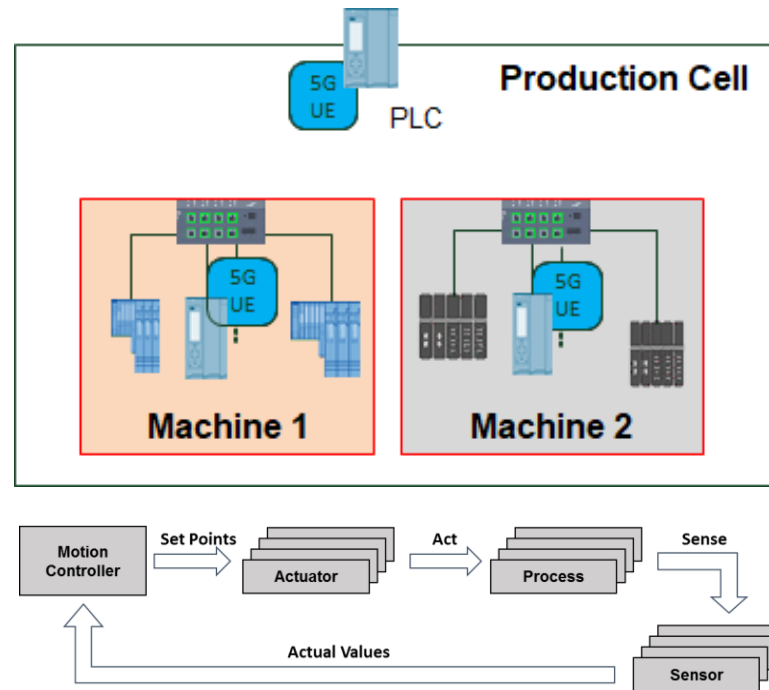 Production Cell
5G
UE
PLC
5G
UE
5G
UE
Machine 1
Machine 2
Motion
Controller
Set Points
Actuator
Act
Process
Sense
Sensor
Actual Values